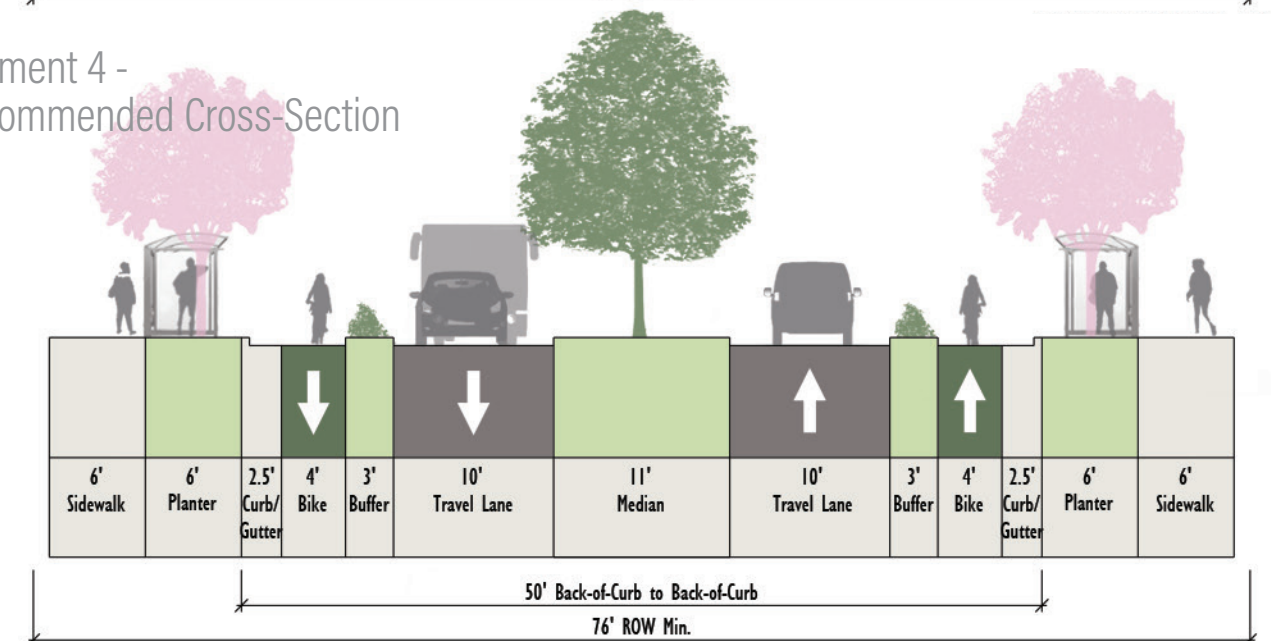 ment 4 -
ommended Cross-Section
6' 6' 2.5' 4' 3' 10' 11' 10' 3' 4' 2.5' 6' 6'
Sidewalk Planter Curb/ Bike Buffer Travel Lane Median Travel Lane Buffer Bike Curb/ Planter Sidewalk
Gutter Gutter
50' Back-of-Curb to Back-of-Curb
76' ROW Min.